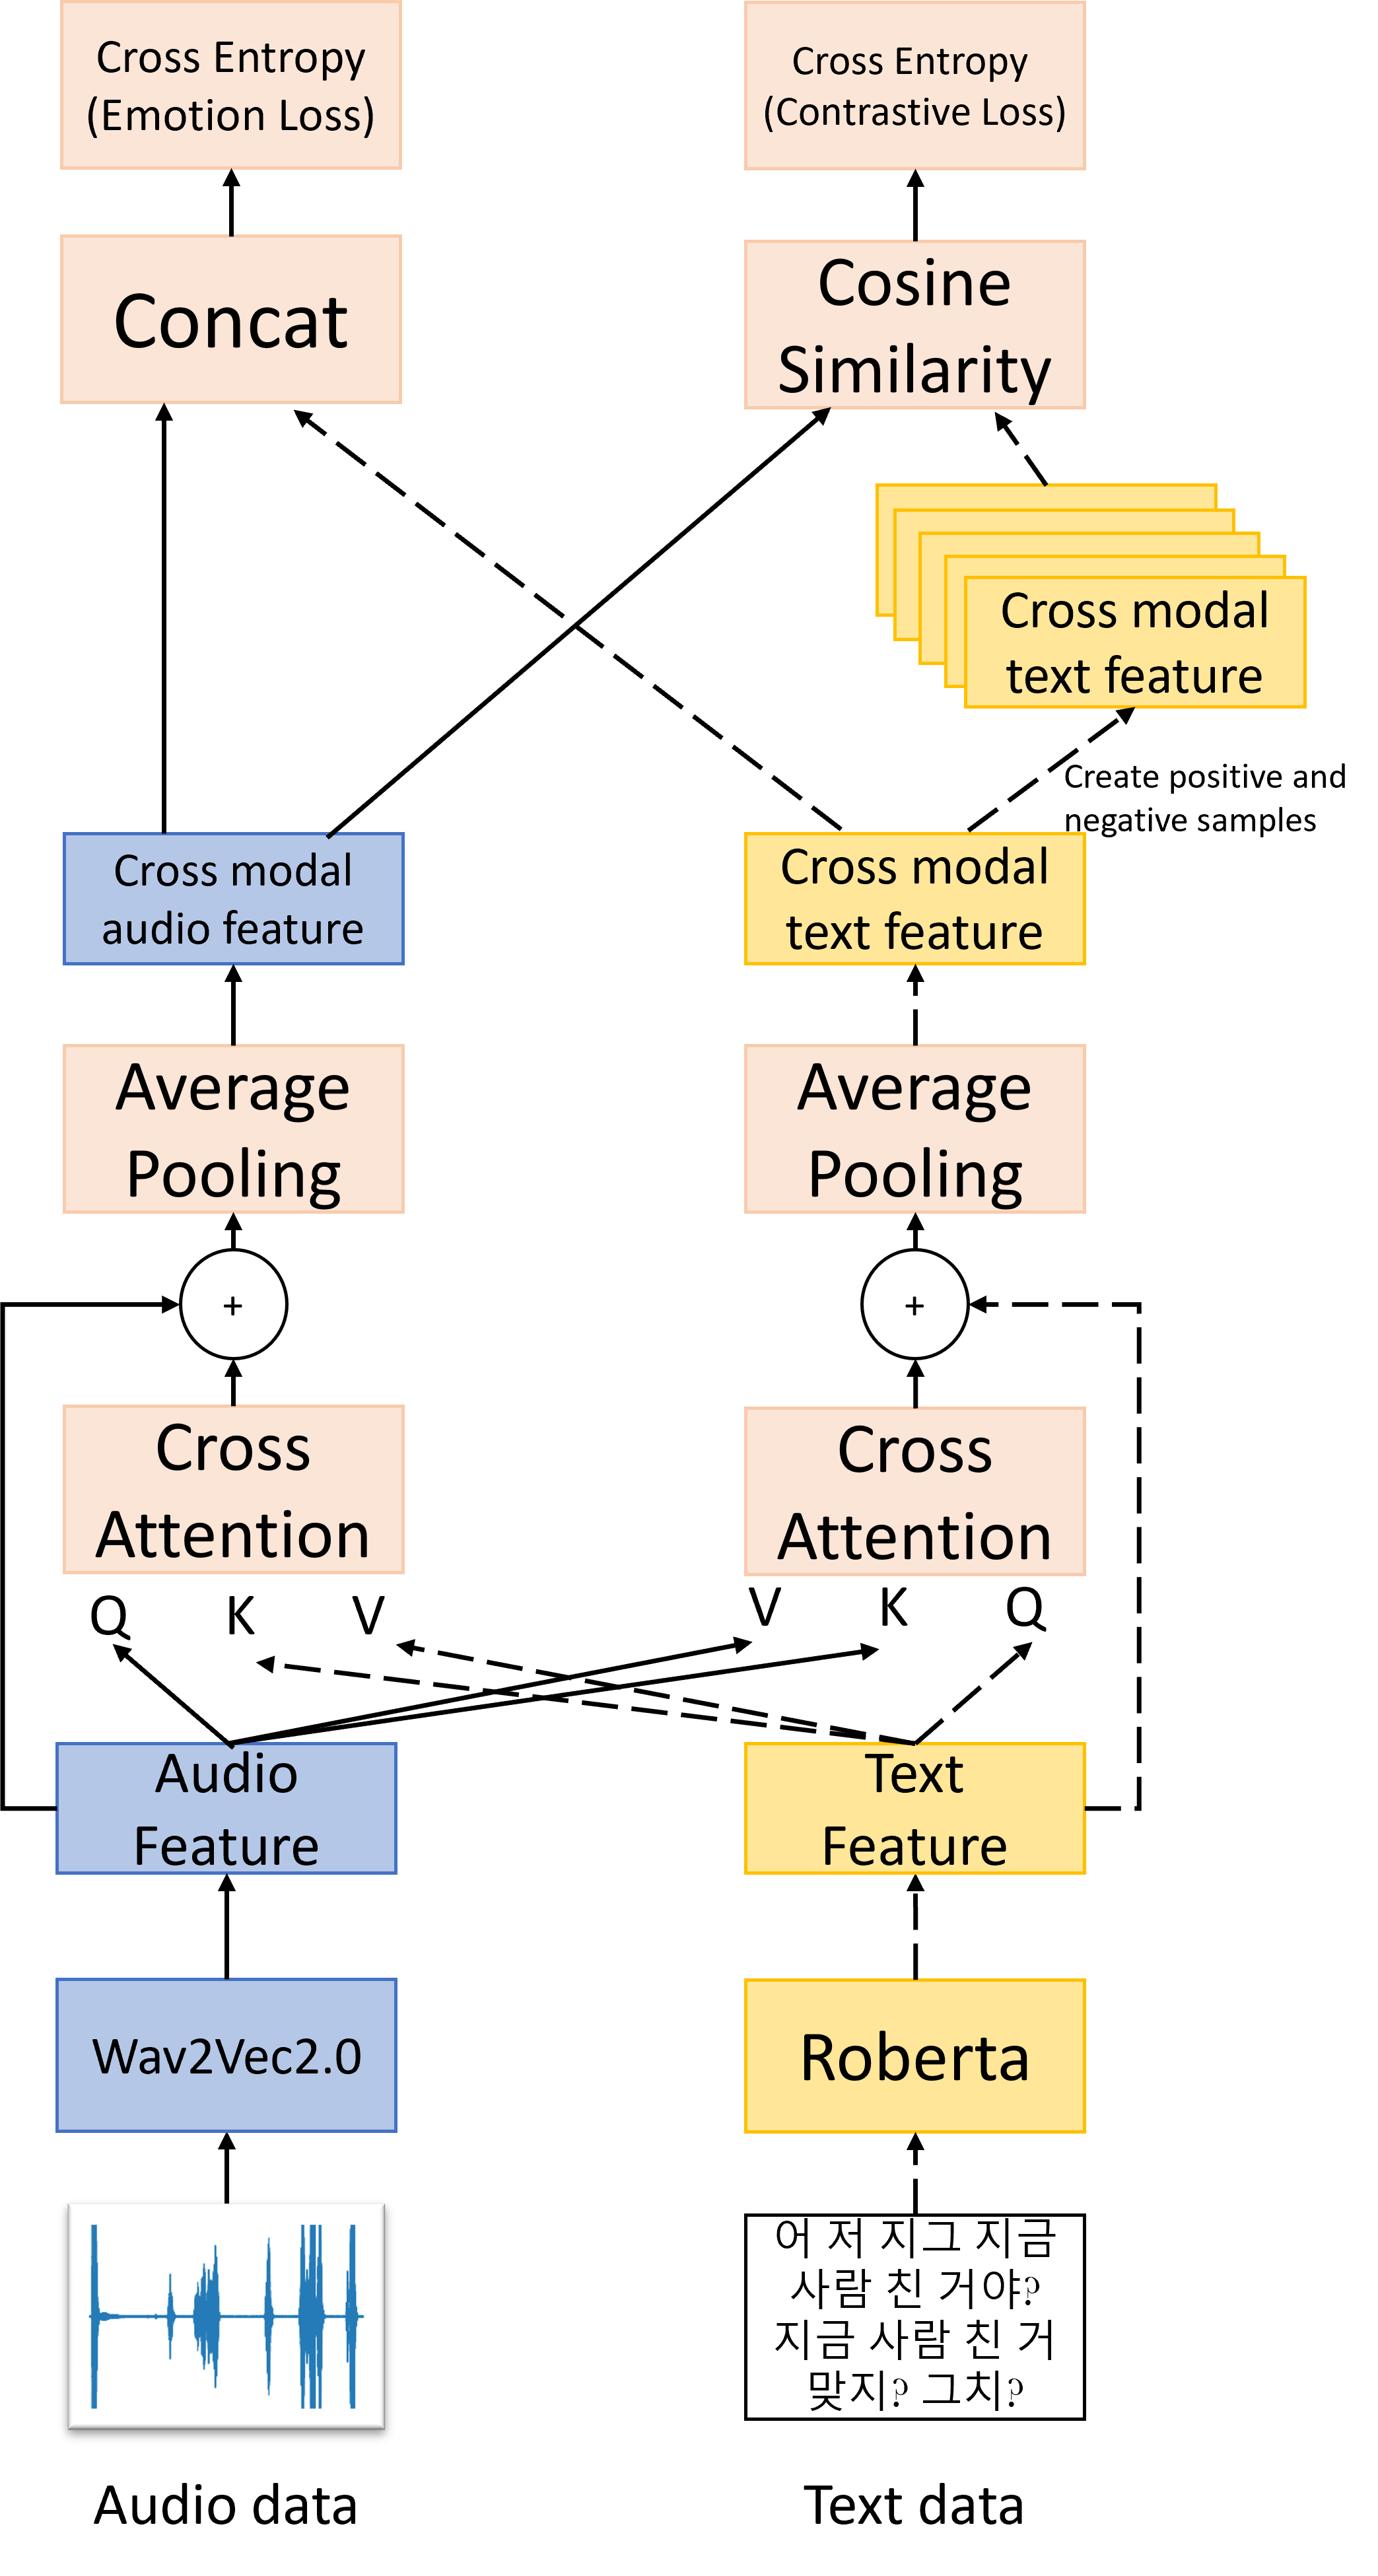 Cross Entropy
(Emotion Loss)
Cross Entropy
(Contrastive Loss)
Concat
Cosine
Similarity
Cross modal
text feature
Create positive and
negative samples
Cross modal
audio feature
Cross modal
text feature
Average
Pooling
Average
Pooling
+
+
Cross
Attention
Cross
Attention
Q K V
V K Q
Audio
Feature
Text
Feature
Wav2Vec2.0
Roberta
어 저 지그 지금
사람 친 거야?
지금 사람 친 거
맞지? 그치?
Audio data
Text data